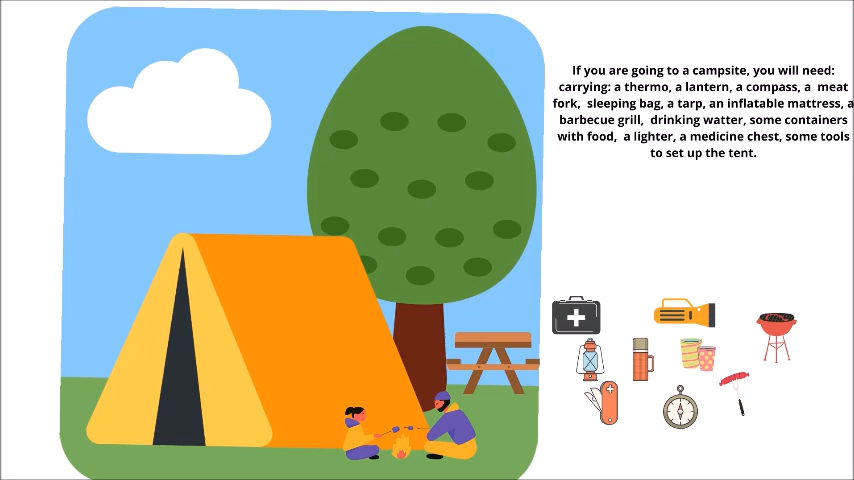 If you are going to a campsite, you will need:
carrying: a thermo, a lantern, a compass, a meat
fork, sleeping bag, a tarp, an inflatable mattress, a
barbecue grill, drinking watter, some containers
with food, a lighter, a medicine chest, some tools
to set up the tent.